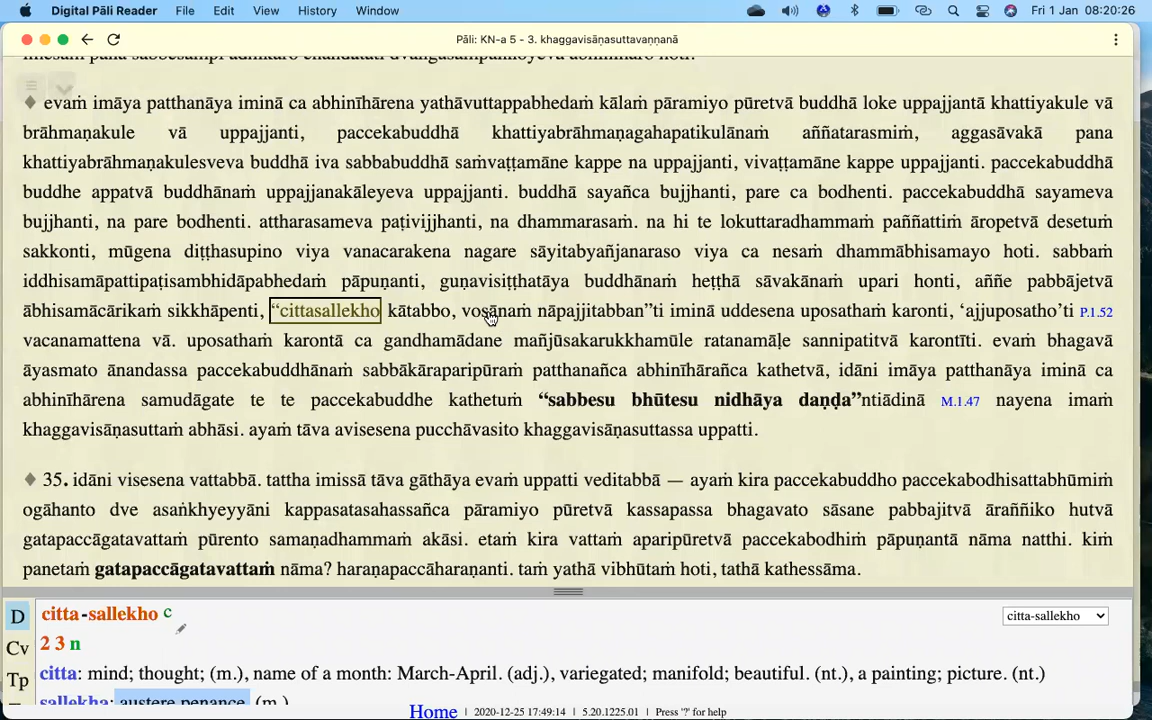 Digital Pāli Reader File Edit View History Window Fri 1 Jan 08:20:26
Pāli: KN-a 5 - 3. khaggavisāṇasuttavaṇṇanā
♦ evaṁ imāya patthanāya iminā ca abhinīhārena yathāvuttappabhedaṁ kālaṁ pāramiyo pūretvā buddhā loke uppajjantā khattiyakule vā
brāhmaṇakule vā uppajjanti, paccekabuddhā khattiyabrāhmaṇagahapatikulānaṁ aññatarasmiṁ, aggasāvakā pana
khattiyabrāhmaṇakulesveva buddhā iva sabbabuddhā saṁvaṭṭamāne kappe na uppajjanti, vivaṭṭamāne kappe uppajjanti. paccekabuddhā
buddhe appatvā buddhānaṁ uppajjanakāleyeva uppajjanti. buddhā sayañca bujjhanti, pare ca bodhenti. paccekabuddhā sayameva
bujjhanti, na pare bodhenti. attharasameva paṭivijjhanti, na dhammarasaṁ. na hi te lokuttaradhammaṁ paññattiṁ āropetvā desetuṁ
sakkonti, mūgena diṭṭhasupino viya vanacarakena nagare sāyitabyañjanaraso viya ca nesaṁ dhammābhisamayo hoti. sabbaṁ
iddhisamāpattipaṭisambhidāpabhedaṁ pāpuṇanti, guṇavisiṭṭhatāya buddhānaṁ heṭṭhā sāvakānaṁ upari honti, aññe pabbājetvā
ābhisamācārikaṁ sikkhāpenti, “cittasallekho kātabbo, vosānaṁ nāpajjitabban”ti iminā uddesena uposathaṁ karonti, ‘ajjuposatho’ti P.1.52
vacanamattena vā. uposathaṁ karontā ca gandhamādane mañjūsakarukkhamūle ratanamāḷe sannipatitvā karontīti. evaṁ bhagavā
āyasmato ānandassa paccekabuddhānaṁ sabbākāraparipūraṁ patthanañca abhinīhārañca kathetvā, idāni imāya patthanāya iminā ca
abhinīhārena samudāgate te te paccekabuddhe kathetuṁ “sabbesu bhūtesu nidhāya daṇḍa”ntiādinā M.1.47 nayena imaṁ
khaggavisāṇasuttaṁ abhāsi. ayaṁ tāva avisesena pucchāvasito khaggavisāṇasuttassa uppatti.
♦ 35. idāni visesena vattabbā. tattha imissā tāva gāthāya evaṁ uppatti veditabbā — ayaṁ kira paccekabuddho paccekabodhisattabhūmiṁ
ogāhanto dve asaṅkhyeyyāni kappasatasahassañca pāramiyo pūretvā kassapassa bhagavato sāsane pabbajitvā āraññiko hutvā
gatapaccāgatavattaṁ pūrento samaṇadhammaṁ akāsi. etaṁ kira vattaṁ aparipūretvā paccekabodhiṁ pāpuṇantā nāma natthi. kiṁ
panetaṁ gatapaccāgatavattaṁ nāma? haraṇapaccāharaṇanti. taṁ yathā vibhūtaṁ hoti, tathā kathessāma.
D citta-sallekho c citta-sallekho
2 3 n
Cv
citta: mind; thought; (m.), name of a month: March-April. (adj.), variegated; manifold; beautiful. (nt.), a painting; picture. (nt.)
Tp
sallekha: austere penance. (m.)
Home | 2020-12-25 17:49:14 | 5.20.1225.01 | Press '?' for help